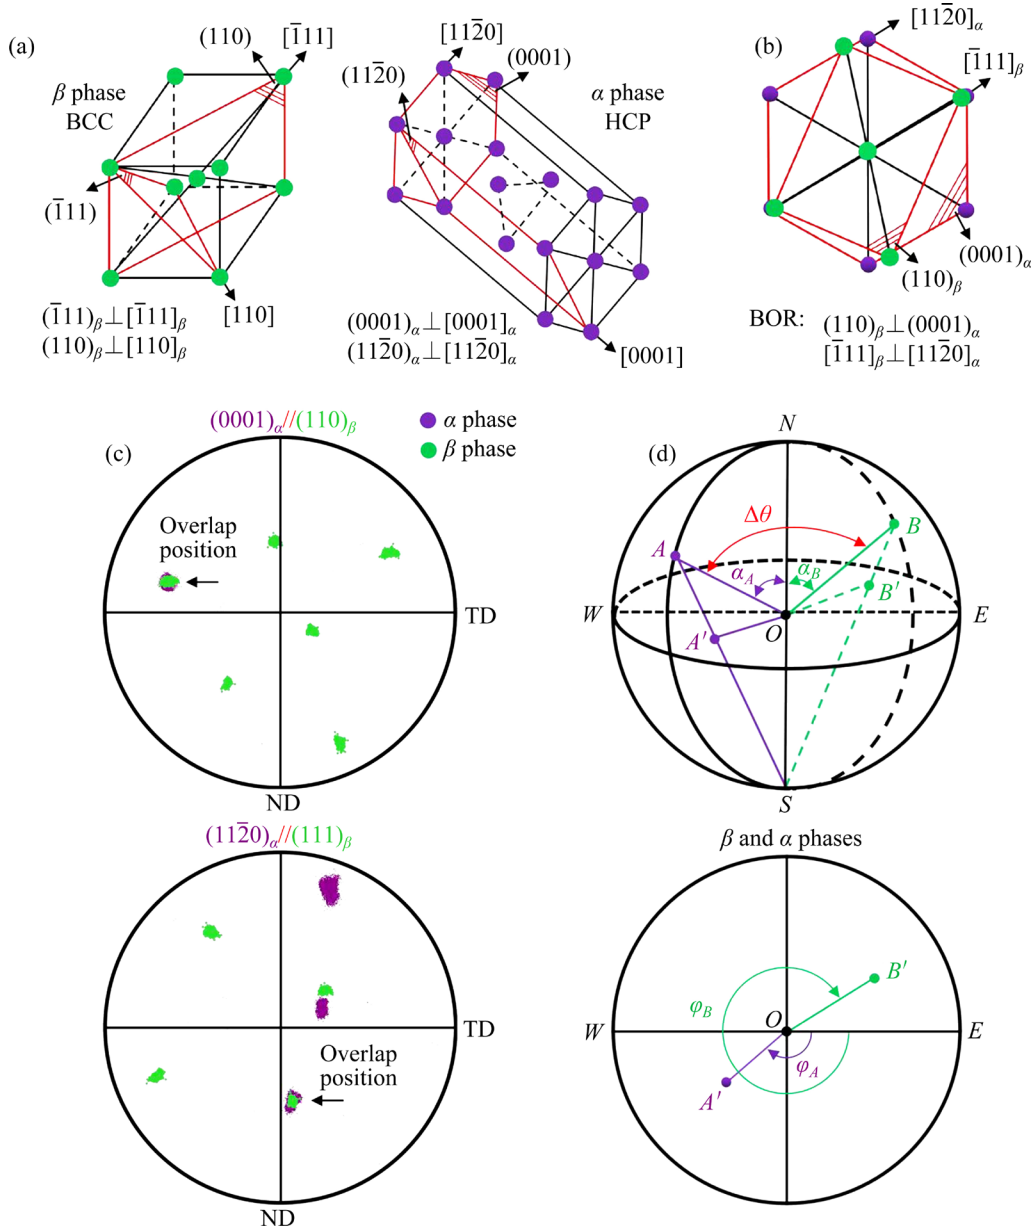 (a)
(110)
[1̅11]
β phase
BCC
(1̅11)
[110]
(1̅11)β⊥[1̅11]β
(110)β⊥[110]β
[112̅0]
(0001)
(112̅0)
α phase
HCP
[0001]
(0001)α⊥[0001]α
(112̅0)α⊥[112̅0]α
(b)
[112̅0]α
[1̅11]β
(0001)α
(110)β
BOR: (110)β⊥(0001)α
[1̅11]β⊥[112̅0]α
(c)
(0001)α//(110)β
α phase
β phase
Overlap
position
TD
ND
(112̅0)α//(111)β
TD
Overlap
position
ND
(d)
N
Δθ
B
A
αA
αB
B′
W
E
O
A′
S
β and α phases
B′
φB
O
W
E
φA
A′